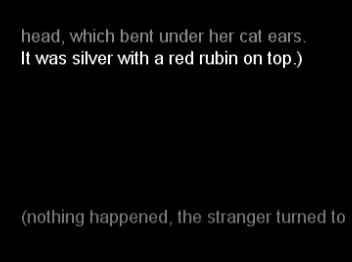 head, which bent under her cat ears.
It was silver with a red rubin on top.)
(nothing happened, the stranger turned to